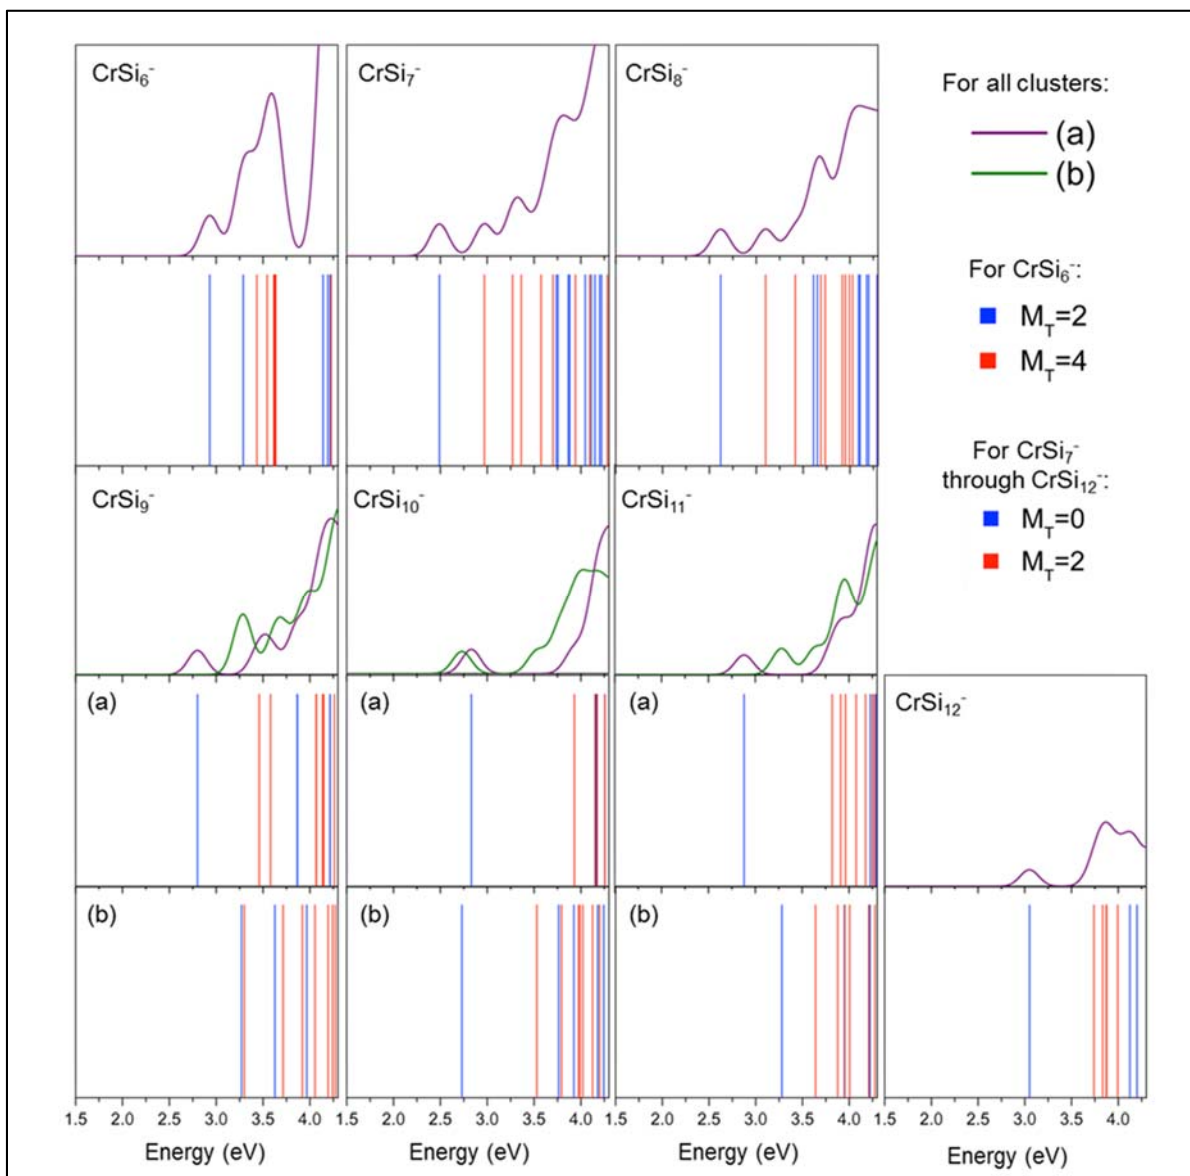 CrSi₆⁻
CrSi₇⁻
CrSi₈⁻
For all clusters:
(a)
(b)
For CrSi₆⁻:
M_T=2
M_T=4
For CrSi₇⁻
through CrSi₁₂⁻:
M_T=0
M_T=2
CrSi₉⁻
CrSi₁₀⁻
CrSi₁₁⁻
(a)
(a)
(a)
CrSi₁₂⁻
(b)
(b)
(b)
1.5 2.0 2.5 3.0 3.5 4.0 1.5 2.0 2.5 3.0 3.5 4.0 1.5 2.0 2.5 3.0 3.5 4.0 1.5 2.0 2.5 3.0 3.5 4.0
Energy (eV) Energy (eV) Energy (eV) Energy (eV)